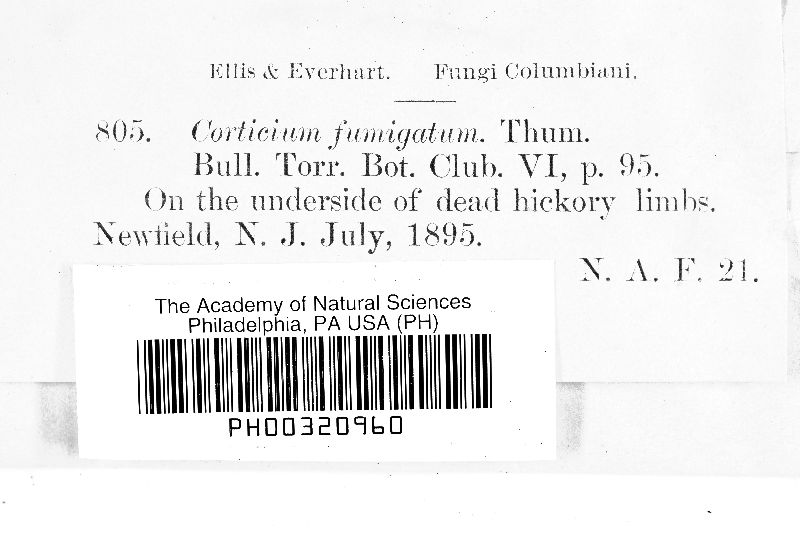 Ellis & Everhart. Fungi Columbiani.
805. Corticium fumigatum. Thum.
Bull. Torr. Bot. Club. VI, p. 95.
On the underside of dead hickory limbs.
Newfield, N. J. July, 1895.
N. A. F. 21.
The Academy of Natural Sciences
Philadelphia, PA USA (PH)
PH00320960